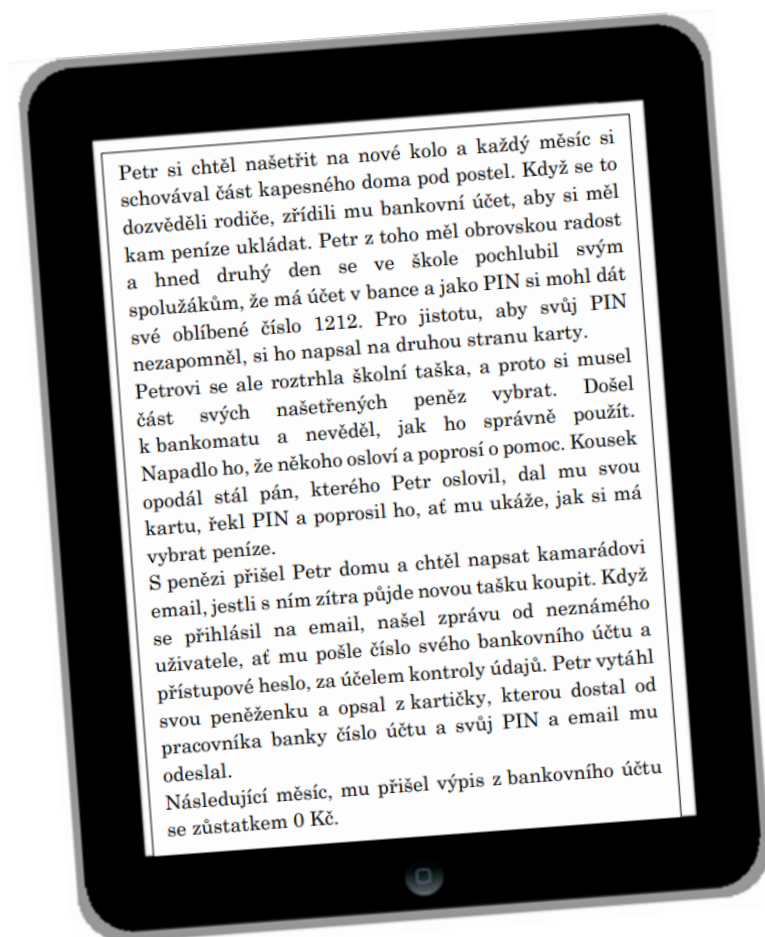 Petr si chtěl našetřit na nové kolo a každý měsíc si
schovával část kapesného doma pod postel. Když se to
dozvěděli rodiče, zřídili mu bankovní účet, aby si měl
kam peníze ukládat. Petr z toho měl obrovskou radost
a hned druhý den se ve škole pochlubil svým
spolužákům, že má účet v bance a jako PIN si mohl dát
své oblíbené číslo 1212. Pro jistotu, aby svůj PIN
nezapomněl, si ho napsal na druhou stranu karty.
Petrovi se ale roztrhla školní taška, a proto si musel
část svých našetřených peněz vybrat. Došel
k bankomatu a nevěděl, jak ho správně použít.
Napadlo ho, že někoho osloví a poprosí o pomoc. Kousek
opodál stál pán, kterého Petr oslovil, dal mu svou
kartu, řekl PIN a poprosil ho, ať mu ukáže, jak si má
vybrat peníze.
S penězi přišel Petr domu a chtěl napsat kamarádovi
email, jestli s ním zítra půjde novou tašku koupit. Když
se přihlásil na email, našel zprávu od neznámého
uživatele, ať mu pošle číslo svého bankovního účtu a
přístupové heslo, za účelem kontroly údajů. Petr vytáhl
svou peněženku a opsal z kartičky, kterou dostal od
pracovníka banky číslo účtu a svůj PIN a email mu
odeslal.
Následující měsíc, mu přišel výpis z bankovního účtu
se zůstatkem 0 Kč.